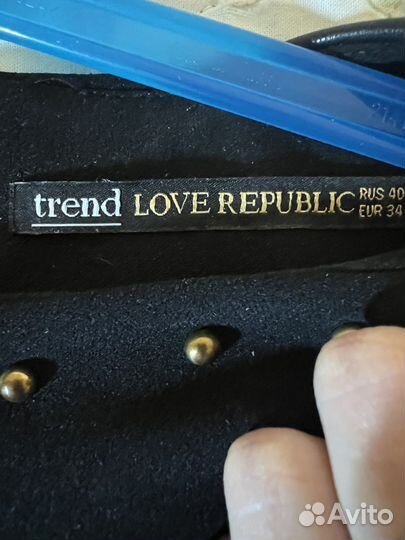 trend LOVE REPUBLIC RUS 40
EUR 34
Avito